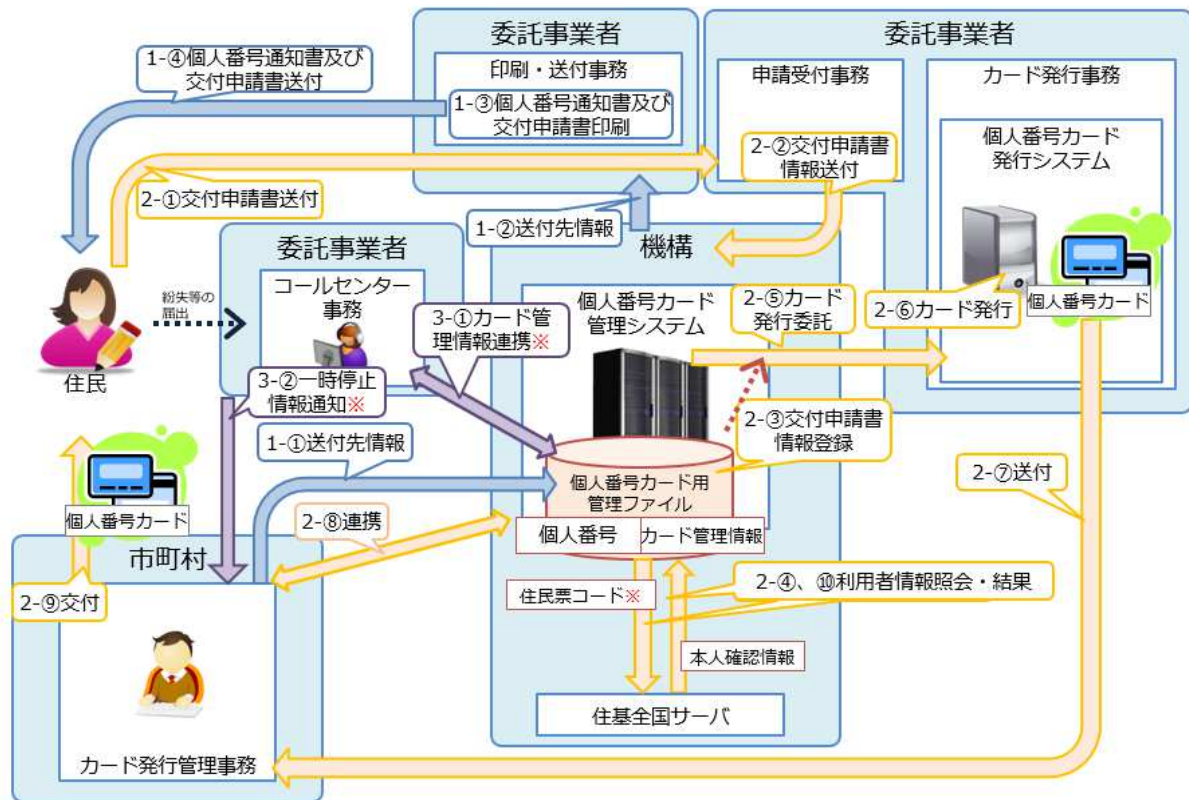 委託事業者
印刷・送付事務
1-③個人番号通知書及び
交付申請書印刷
1-④個人番号通知書及び
交付申請書送付
委託事業者
申請受付事務
カード発行事務
個人番号カード
発行システム
2-②交付申請書
情報送付
2-①交付申請書送付
1-②送付先情報
委託事業者
コールセンター
事務
機構
個人番号カード
管理システム
2-⑤カード
発行委託
2-⑥カード発行
個人番号カード
紛失等の
届出
住民
3-①カード管
理情報連携※
3-②一時停止
情報通知※
1-①送付先情報
2-③交付申請書
情報登録
個人番号カード用
管理ファイル
個人番号
カード管理情報
2-⑦送付
個人番号カード
2-⑧連携
市町村
2-⑨交付
住民票コード※
2-④、⑩利用者情報照会・結果
本人確認情報
住基全国サーバ
カード発行管理事務